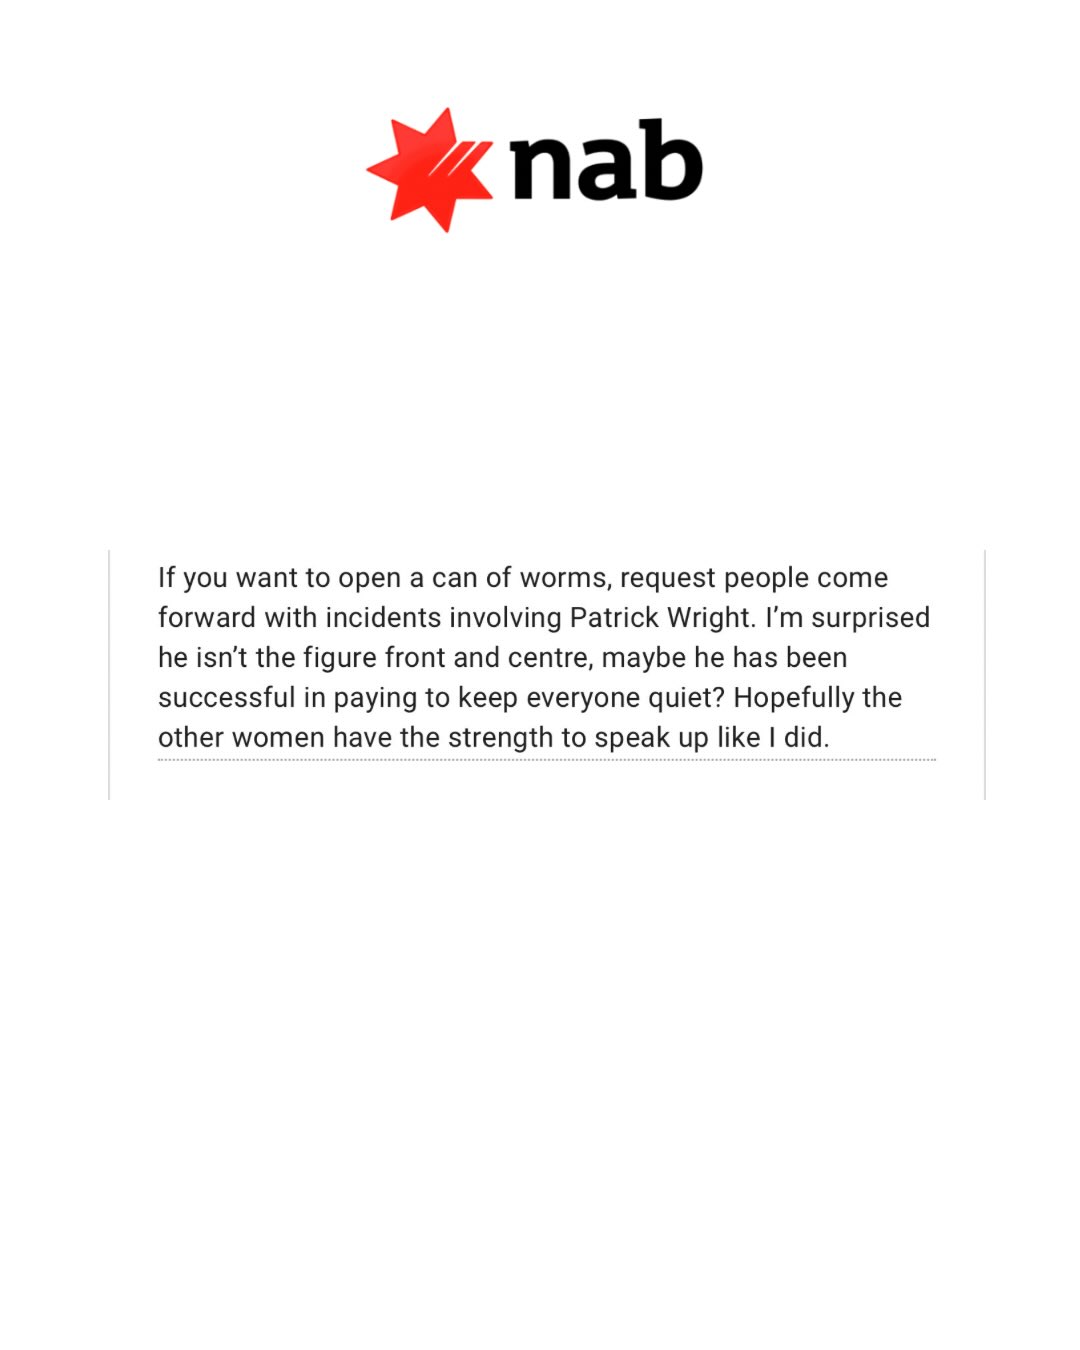 nab
If you want to open a can of worms, request people come
forward with incidents involving Patrick Wright. I’m surprised
he isn’t the figure front and centre, maybe he has been
successful in paying to keep everyone quiet? Hopefully the
other women have the strength to speak up like I did.